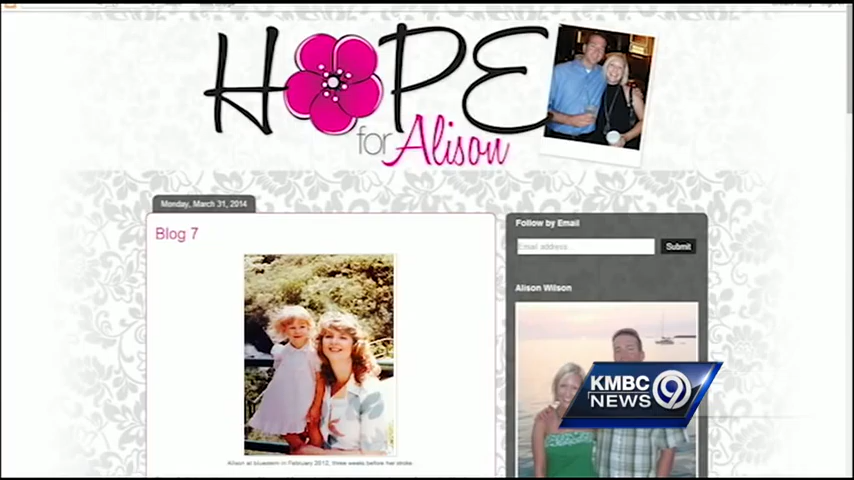 HOPE
for Alison
Monday, March 31, 2014
Blog 7
Follow by Email
Email address...
Submit
Alison Wilson
KMBC 9
NEWS
Alison at bluestem in February 2012, three weeks before her stroke